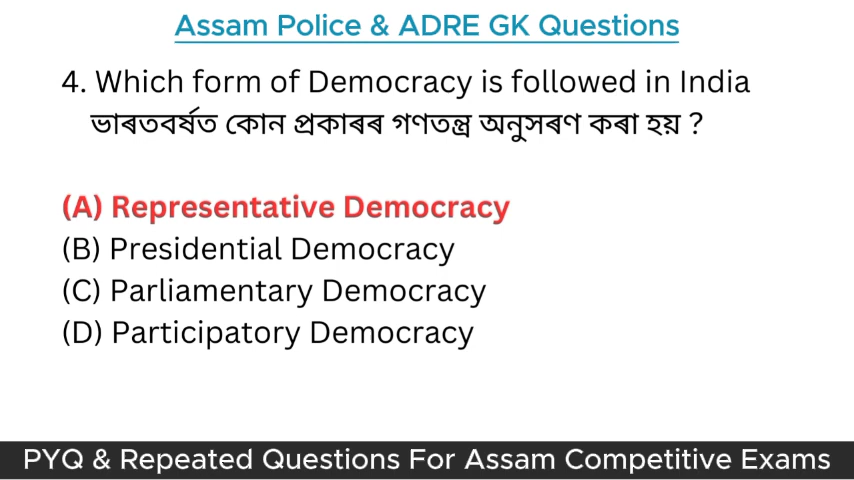 Assam Police & ADRE GK Questions
4. Which form of Democracy is followed in India
ভাৰতবৰ্ষত কোন প্ৰকাৰৰ গণতন্ত্ৰ অনুসৰণ কৰা হয় ?
(A) Representative Democracy
(B) Presidential Democracy
(C) Parliamentary Democracy
(D) Participatory Democracy
PYQ & Repeated Questions For Assam Competitive Exams